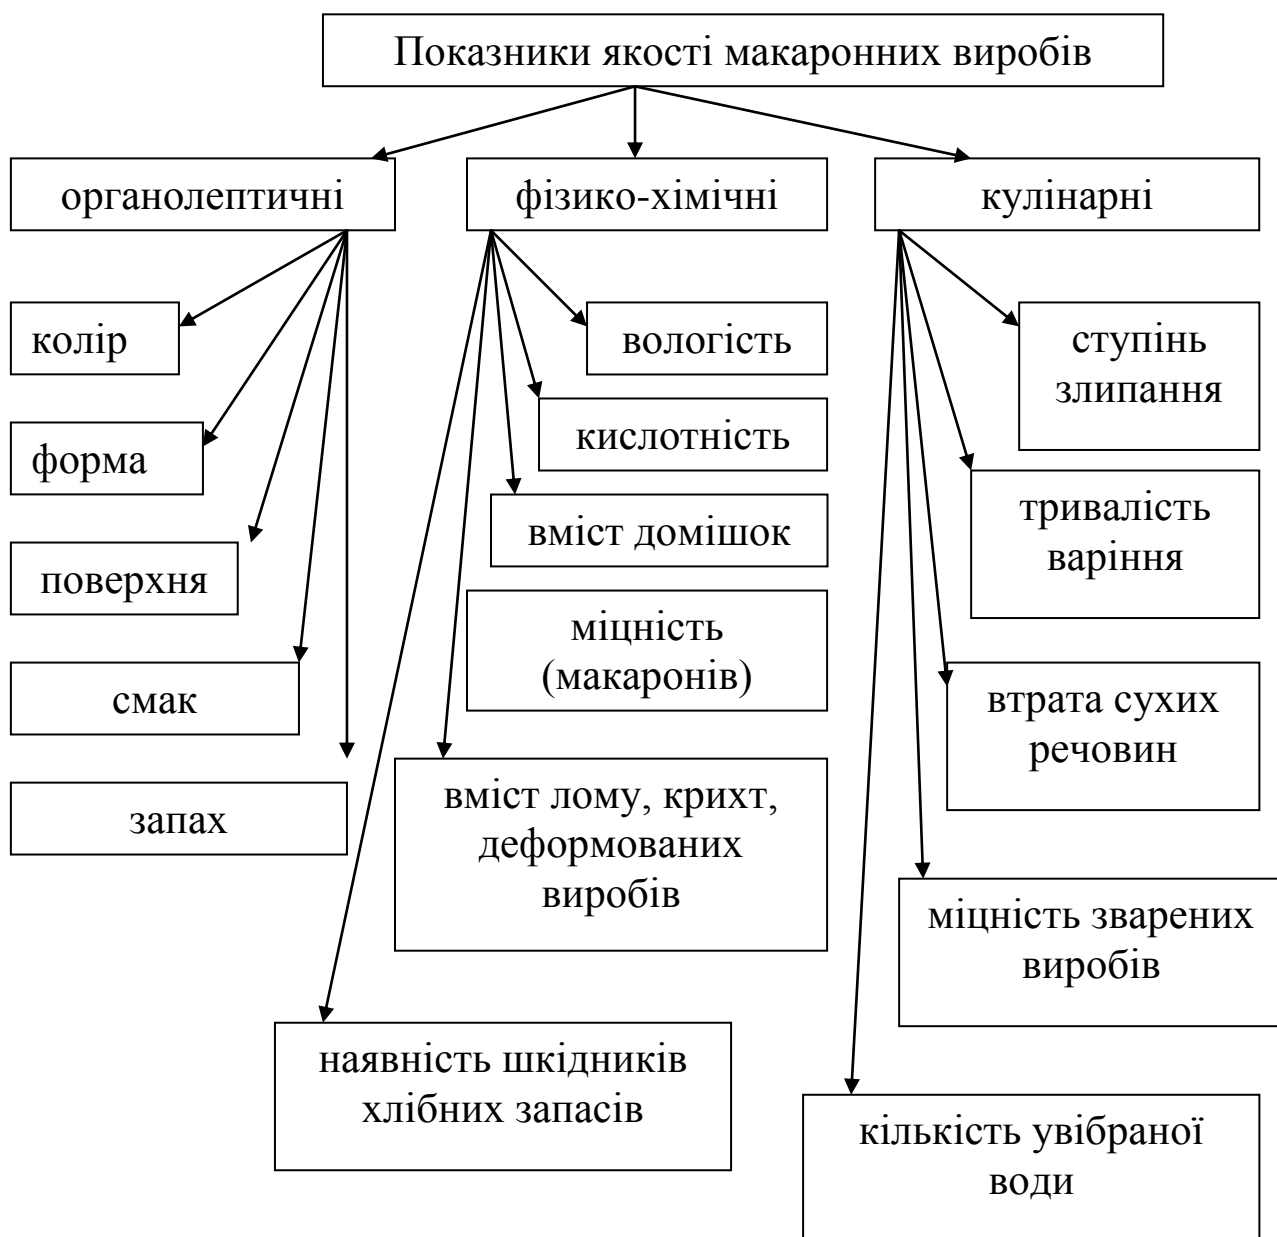 Показники якості макаронних виробів
органолептичні
фізико-хімічні
кулінарні
колір
форма
поверхня
смак
запах
вологість
кислотність
вміст домішок
міцність
(макаронів)
вміст лому, крихт,
деформованих
виробів
наявність шкідників
хлібних запасів
ступінь
злипання
тривалість
варіння
втрата сухих
речовин
міцність зварених
виробів
кількість увібраної
води